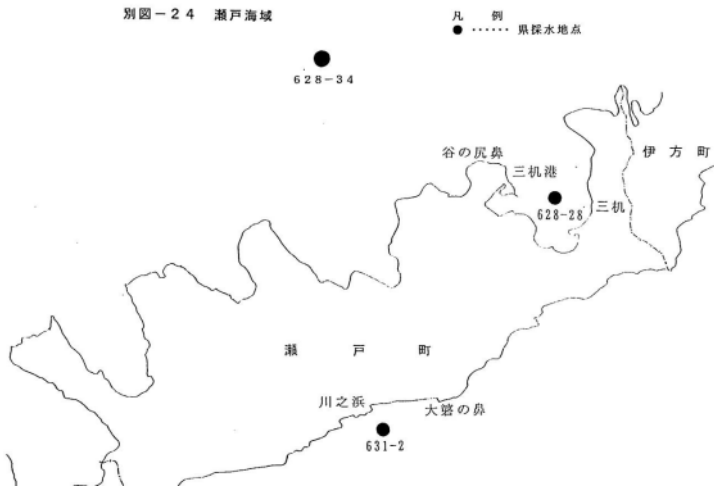 別図－24 瀬戸海域
凡例
●‥‥‥県採水地点
628-34
谷の尻鼻
三机港
伊方町
628-28
三机
瀬戸町
川之浜
大碆の鼻
631-2